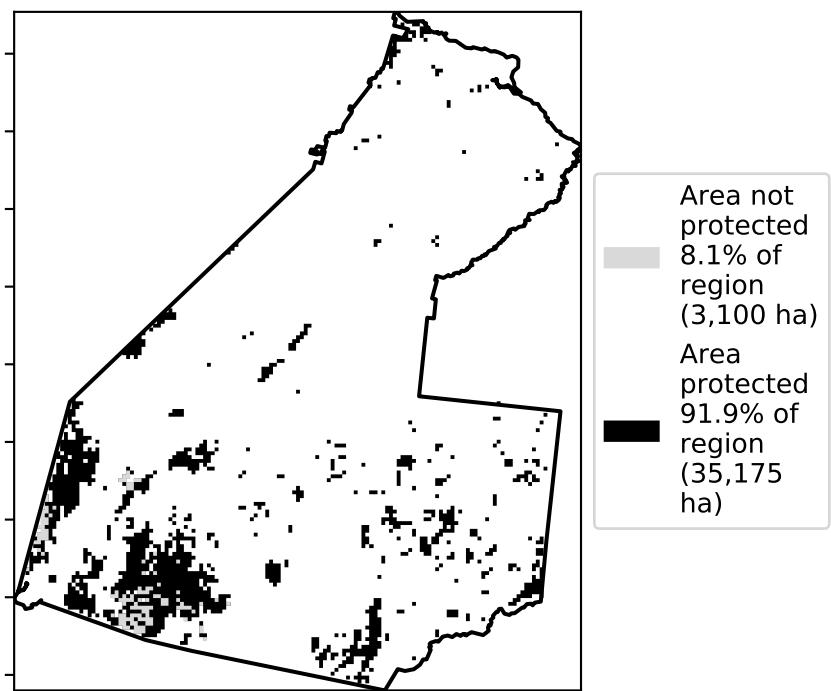 Area not
protected
8.1% of
region
(3,100 ha)
Area
protected
91.9% of
region
(35,175
ha)